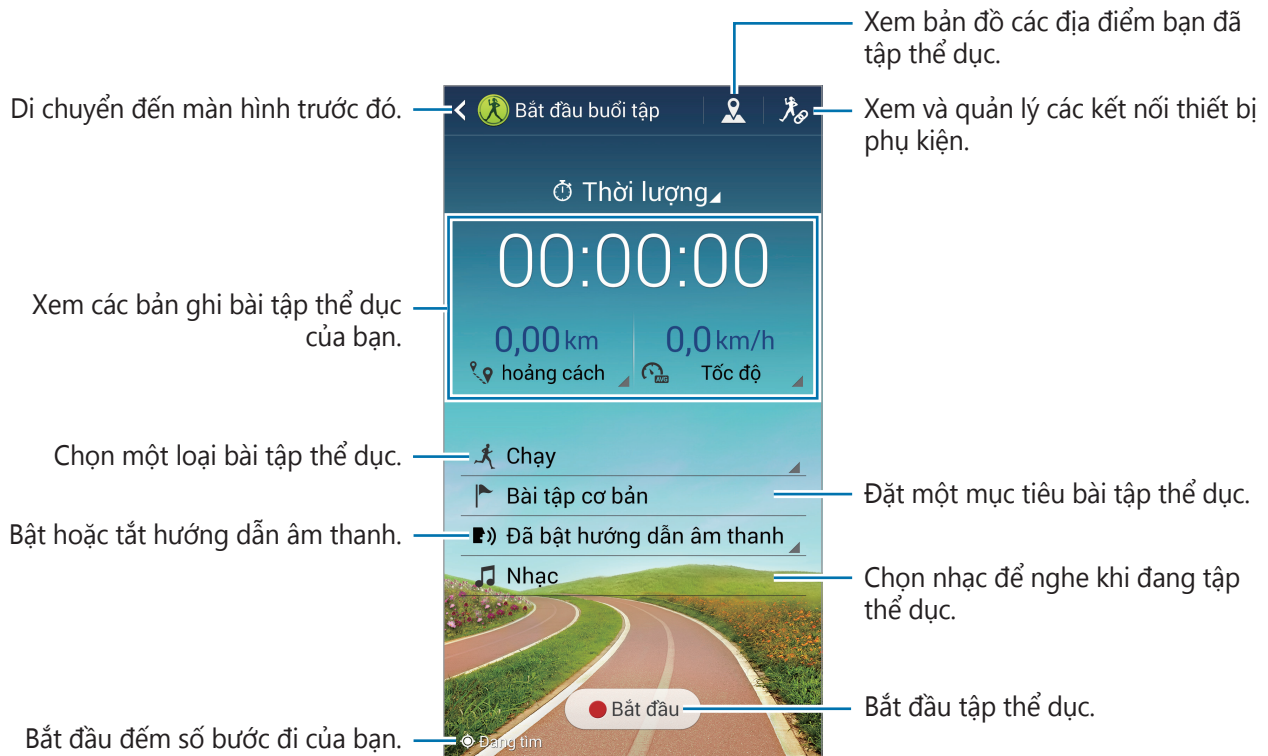 Xem bản đồ các địa điểm bạn đã
tập thể dục.
Di chuyển đến màn hình trước đó.
Bắt đầu buổi tập
Xem và quản lý các kết nối thiết bị
phụ kiện.
Thời lượng
00:00:00
Xem các bản ghi bài tập thể dục
của bạn.
0,00 km
0,0 km/h
hoảng cách
AVG
Tốc độ
Chọn một loại bài tập thể dục.
Chạy
Bài tập cơ bản
Đặt một mục tiêu bài tập thể dục.
Bật hoặc tắt hướng dẫn âm thanh.
Đã bật hướng dẫn âm thanh
Nhạc
Chọn nhạc để nghe khi đang tập
thể dục.
Bắt đầu
Bắt đầu tập thể dục.
Bắt đầu đếm số bước đi của bạn.
Đang tìm